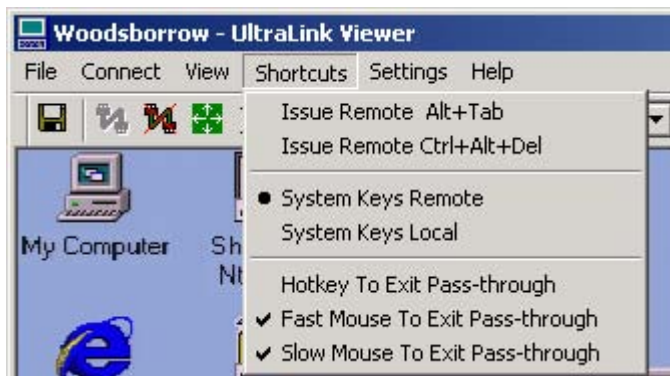 Woodsborrow - UltraLink Viewer
File Connect View Shortcuts Settings Help
Issue Remote Alt+Tab
Issue Remote Ctrl+Alt+Del
System Keys Remote
System Keys Local
Hotkey To Exit Pass-through
Fast Mouse To Exit Pass-through
Slow Mouse To Exit Pass-through
My Computer